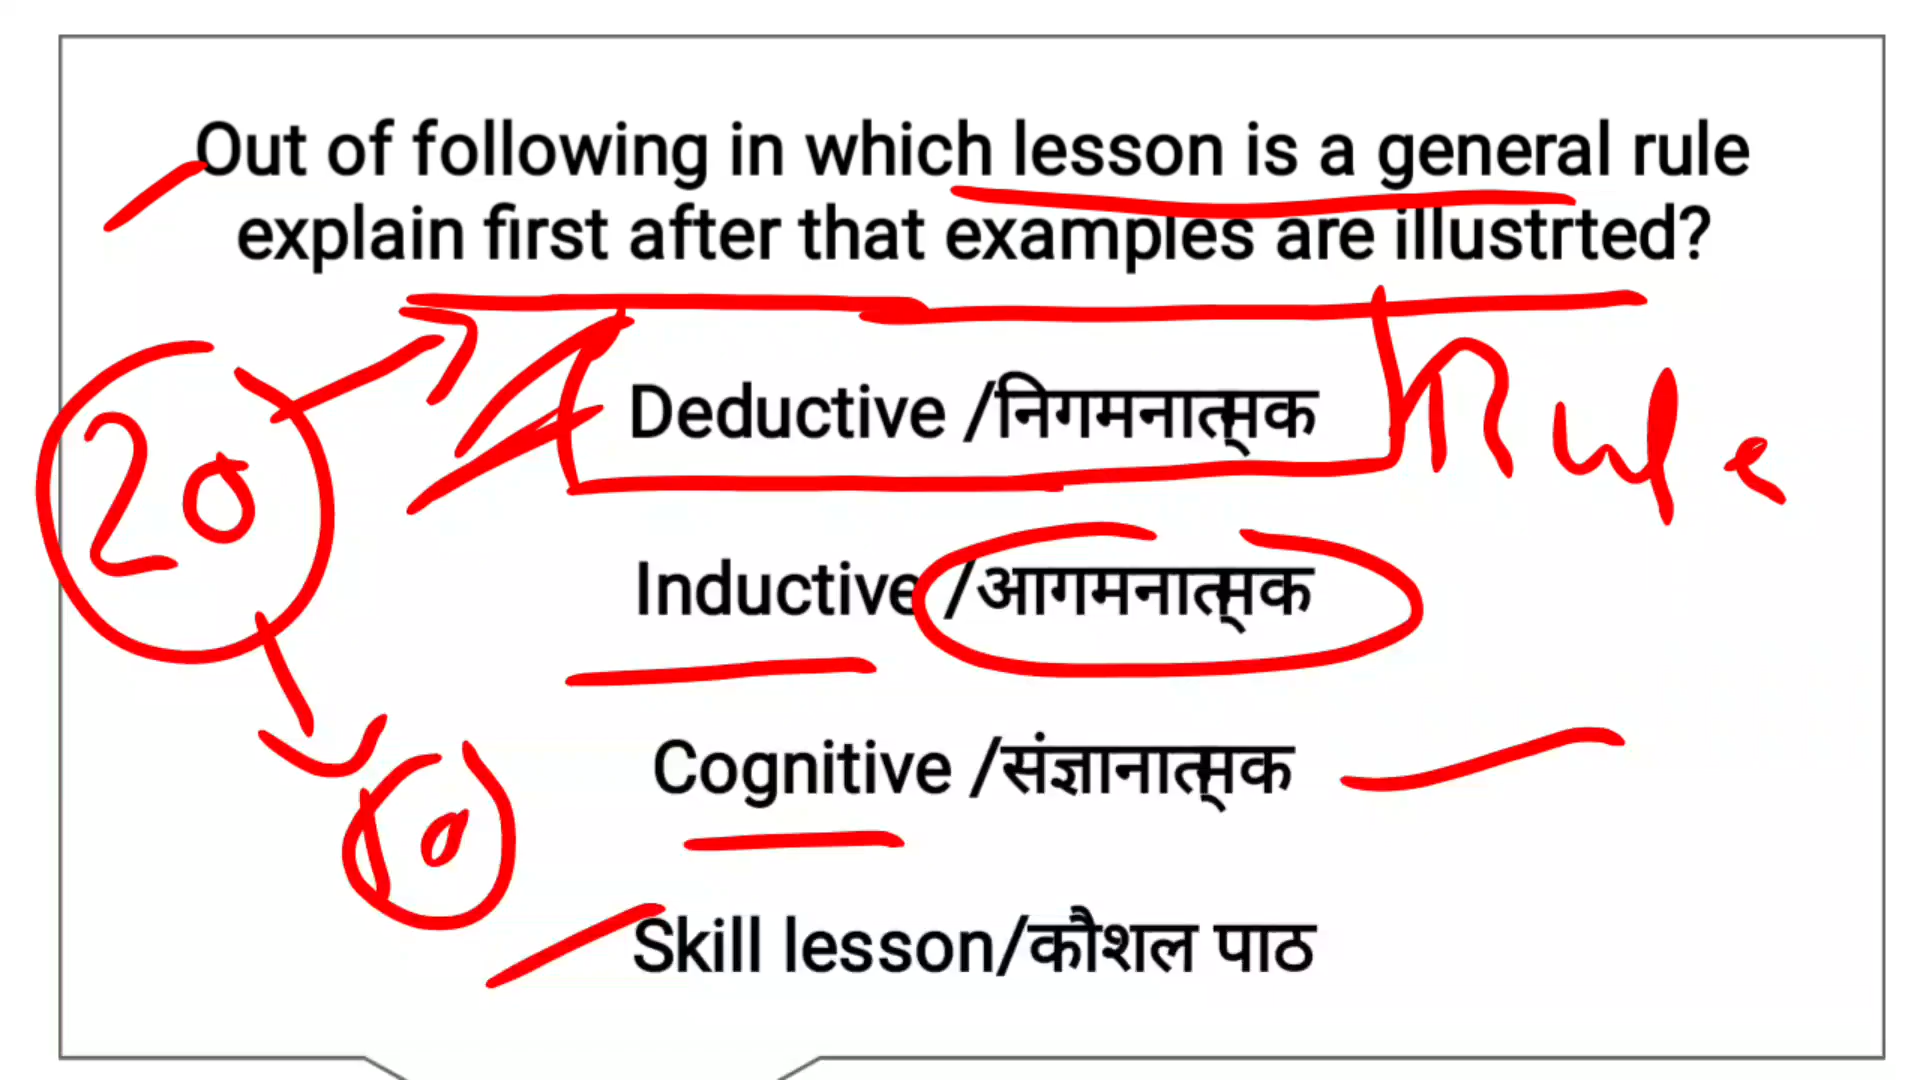 Out of following in which lesson is a general rule
explain first after that examples are illustrted?
20
Deductive /निगमनात्मक
Rule
Inductive /आगमनात्मक
Cognitive /संज्ञानात्मक
10
Skill lesson/कौशल पाठ